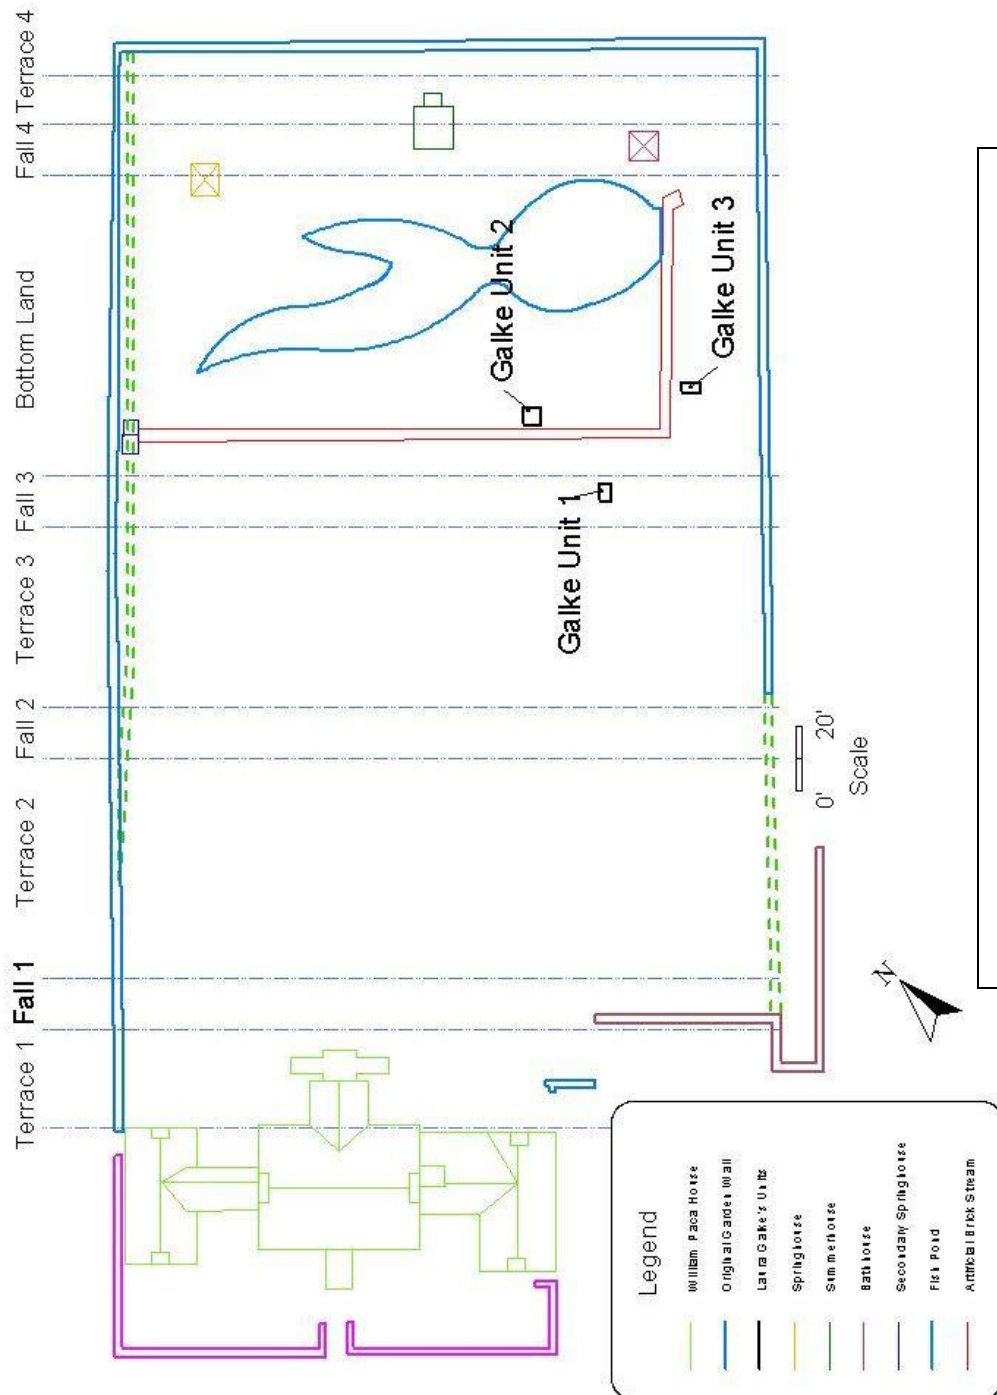 Terrace 1
Fall 1
Terrace 2
Fall 2
Terrace 3
Fall 3
Bottom Land
Fall 4
Terrace 4
Galke Unit 1
Galke Unit 2
Galke Unit 3
0'
20'
Scale
N
Legend
William Paca House
Original Garden Wall
Laura Galke's Units
Springhouse
Summerhouse
Bathhouse
Secondary Springhouse
Fish Pond
Artificial Brick Stream